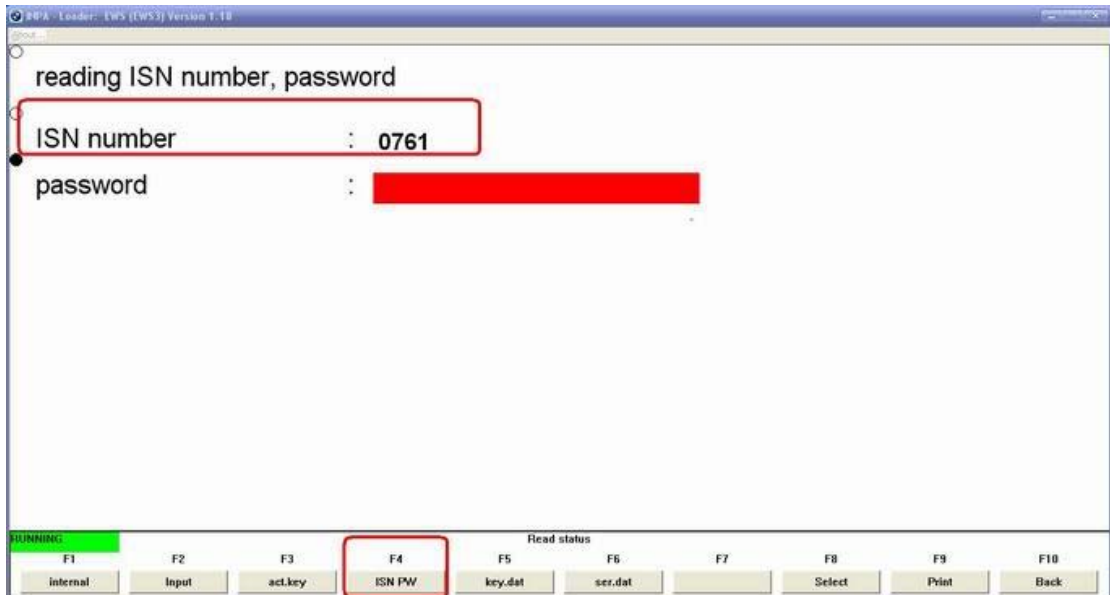 INPA - Loader: EWS (EWS3) Version 1.18
About...
reading ISN number, password
ISN number : 0761
password :
RUNNING Read status
F1 F2 F3 F4 F5 F6 F7 F8 F9 F10
internal Input act.key ISN PW key.dat ser.dat Select Print Back